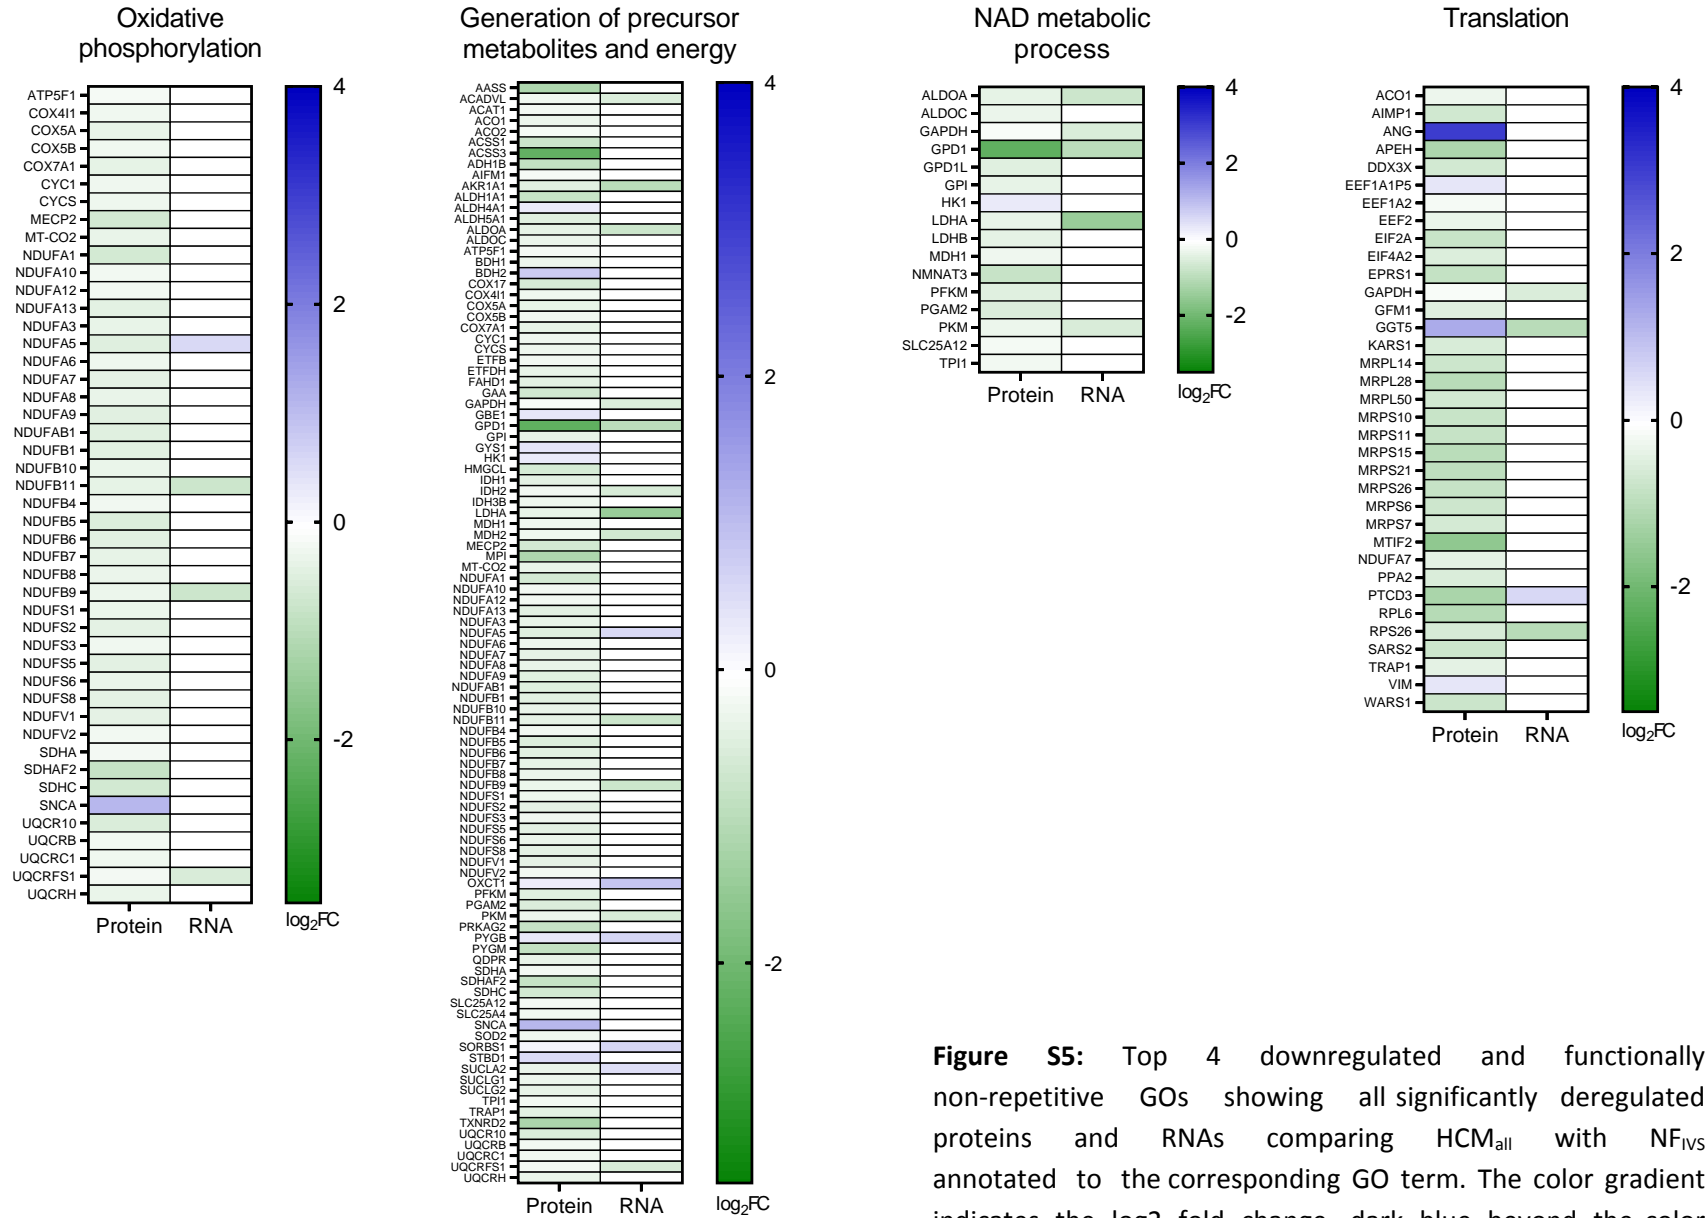 Oxidative
phosphorylation
ATP5F1
COX4I1
COX5A
COX5B
COX7A1
CYC1
CYCS
MECP2
MT-CO2
NDUFA1
NDUFA10
NDUFA12
NDUFA13
NDUFA3
NDUFA5
NDUFA6
NDUFA7
NDUFA8
NDUFA9
NDUFAB1
NDUFB1
NDUFB10
NDUFB11
NDUFB4
NDUFB5
NDUFB6
NDUFB7
NDUFB8
NDUFB9
NDUFS1
NDUFS2
NDUFS3
NDUFS5
NDUFS6
NDUFS8
NDUFV1
NDUFV2
SDHA
SDHAF2
SDHC
SNCA
UQCR10
UQCRB
UQCRC1
UQCRFS1
UQCRH
Protein RNA
4
2
0
-2
log2FC
Generation of precursor
metabolites and energy
AASS
ACADVL
ACAT1
ACO1
ACO2
ACSS1
ACSS3
ADH1B
AIFM1
AKR1A1
ALDH1A1
ALDH4A1
ALDH5A1
ALDOA
ALDOC
ATP5F1
BDH1
BDH2
COX17
COX4I1
COX5A
COX5B
COX7A1
CYC1
CYCS
ETFB
ETFDH
FAHD1
GAA
GAPDH
GBE1
GPD1
GPI
GYS1
HK1
HMGCL
IDH1
IDH2
IDH3B
LDHA
MDH1
MDH2
MECP2
MPI
MT-CO2
NDUFA1
NDUFA10
NDUFA12
NDUFA13
NDUFA3
NDUFA5
NDUFA6
NDUFA7
NDUFA8
NDUFA9
NDUFAB1
NDUFB1
NDUFB10
NDUFB11
NDUFB4
NDUFB5
NDUFB6
NDUFB7
NDUFB8
NDUFB9
NDUFS1
NDUFS2
NDUFS3
NDUFS5
NDUFS6
NDUFS8
NDUFV1
NDUFV2
OXCT1
PFKM
PGAM2
PKM
PRKAG2
PYGB
PYGM
QDPR
SDHA
SDHAF2
SDHC
SLC25A12
SLC25A4
SNCA
SOD2
SORBS1
STBD1
SUCLA2
SUCLG1
SUCLG2
TPI1
TRAP1
TXNRD2
UQCR10
UQCRB
UQCRC1
UQCRFS1
UQCRH
Protein RNA
4
2
0
-2
log2FC
NAD metabolic
process
ALDOA
ALDOC
GAPDH
GPD1
GPD1L
GPI
HK1
LDHA
LDHB
MDH1
NMNAT3
PFKM
PGAM2
PKM
SLC25A12
TPI1
Protein RNA
4
2
0
-2
log2FC
Translation
ACO1
AIMP1
ANG
APEH
DDX3X
EEF1A1P5
EEF1A2
EEF2
EIF2A
EIF4A2
EPRS1
GAPDH
GFM1
GGT5
KARS1
MRPL14
MRPL28
MRPL50
MRPS10
MRPS11
MRPS15
MRPS21
MRPS26
MRPS6
MRPS7
MTIF2
NDUFA7
PPA2
PTCD3
RPL6
RPS26
SARS2
TRAP1
VIM
WARS1
Protein RNA
4
2
0
-2
log2FC
Figure S5: Top 4 downregulated and functionally
non-repetitive GOs showing all significantly deregulated
proteins and RNAs comparing HCMall with NFIVS
annotated to the corresponding GO term. The color gradient
indicates the log2 fold change, dark blue beyond the color